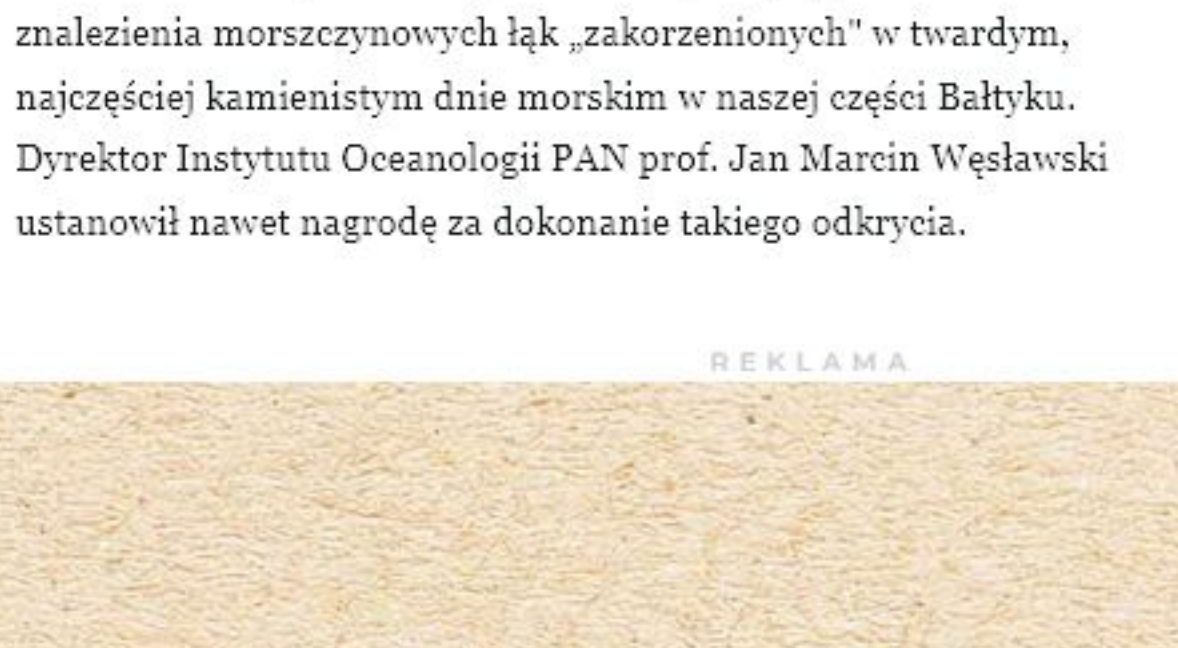 znalezienia morszczynowych łąk „zakorzenionych" w twardym,
najczęściej kamienistym dnie morskim w naszej części Bałtyku.
Dyrektor Instytutu Oceanologii PAN prof. Jan Marcin Węsławski
ustanowił nawet nagrodę za dokonanie takiego odkrycia.
REKLAMA